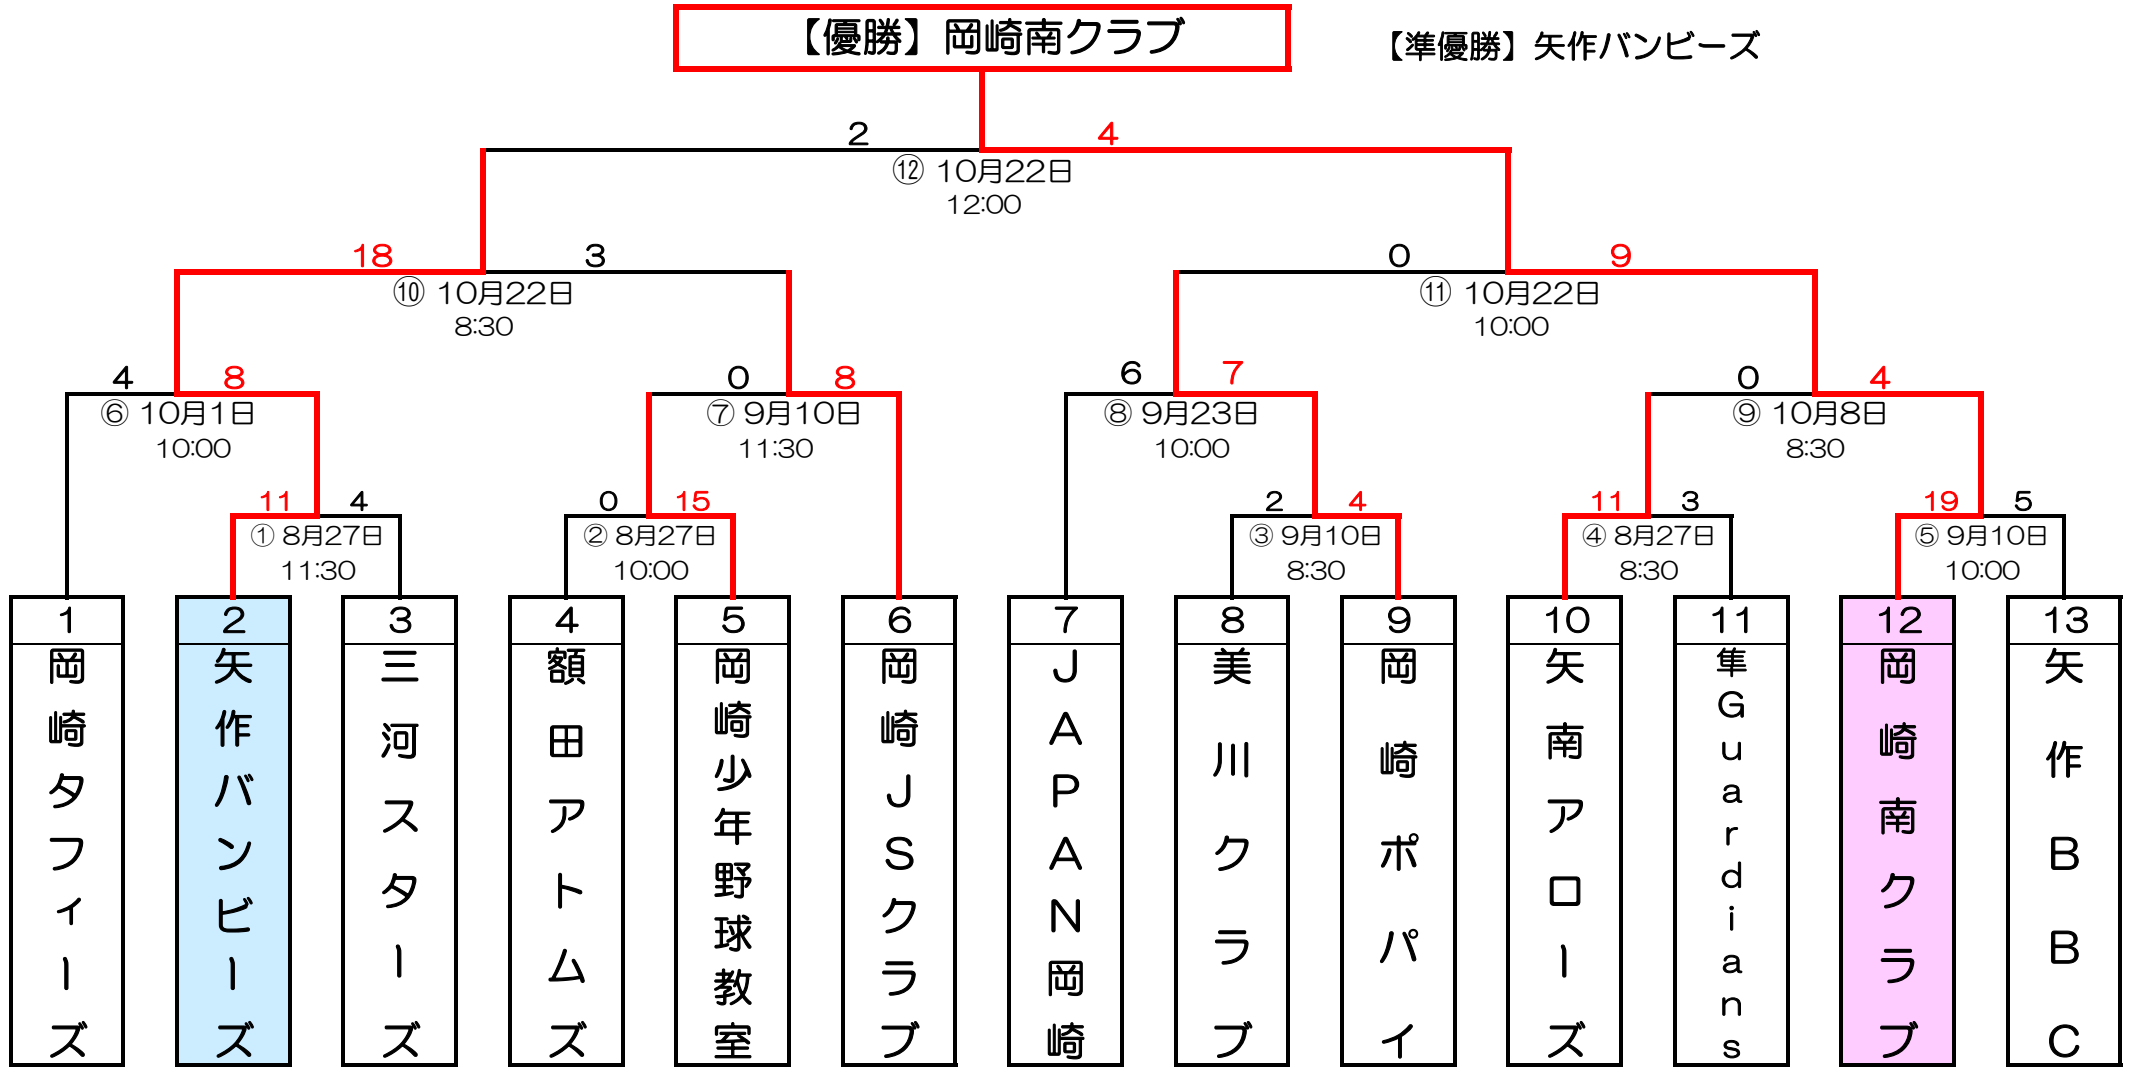 【優勝】岡崎南クラブ
【準優勝】矢作バンビーズ
2
4
⑫ 10月22日
12:00
18
3
0
9
⑩ 10月22日
8:30
⑪ 10月22日
10:00
4
8
0
8
6
7
0
4
⑥ 10月1日
10:00
⑦ 9月10日
11:30
⑧ 9月23日
10:00
⑨ 10月8日
8:30
11
4
0
15
2
4
11
3
19
5
① 8月27日
11:30
② 8月27日
10:00
③ 9月10日
8:30
④ 8月27日
8:30
⑤ 9月10日
10:00
1
岡崎タフィーズ
2
矢作バンビーズ
3
三河スターズ
4
額田アトムズ
5
岡崎少年野球教室
6
岡崎JSクラブ
7
JAPAN岡崎
8
美川クラブ
9
岡崎ポパイ
10
矢南アローズ
11
隼Guardians
12
岡崎南クラブ
13
矢作BBC